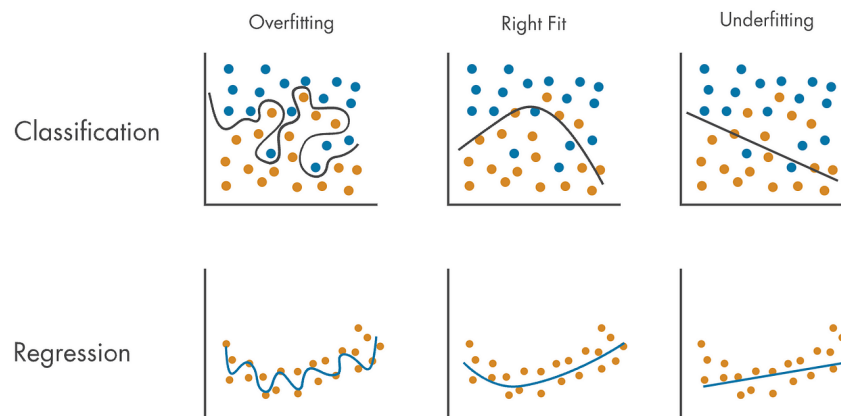 Overfitting
Right Fit
Underfitting
Classification
Regression